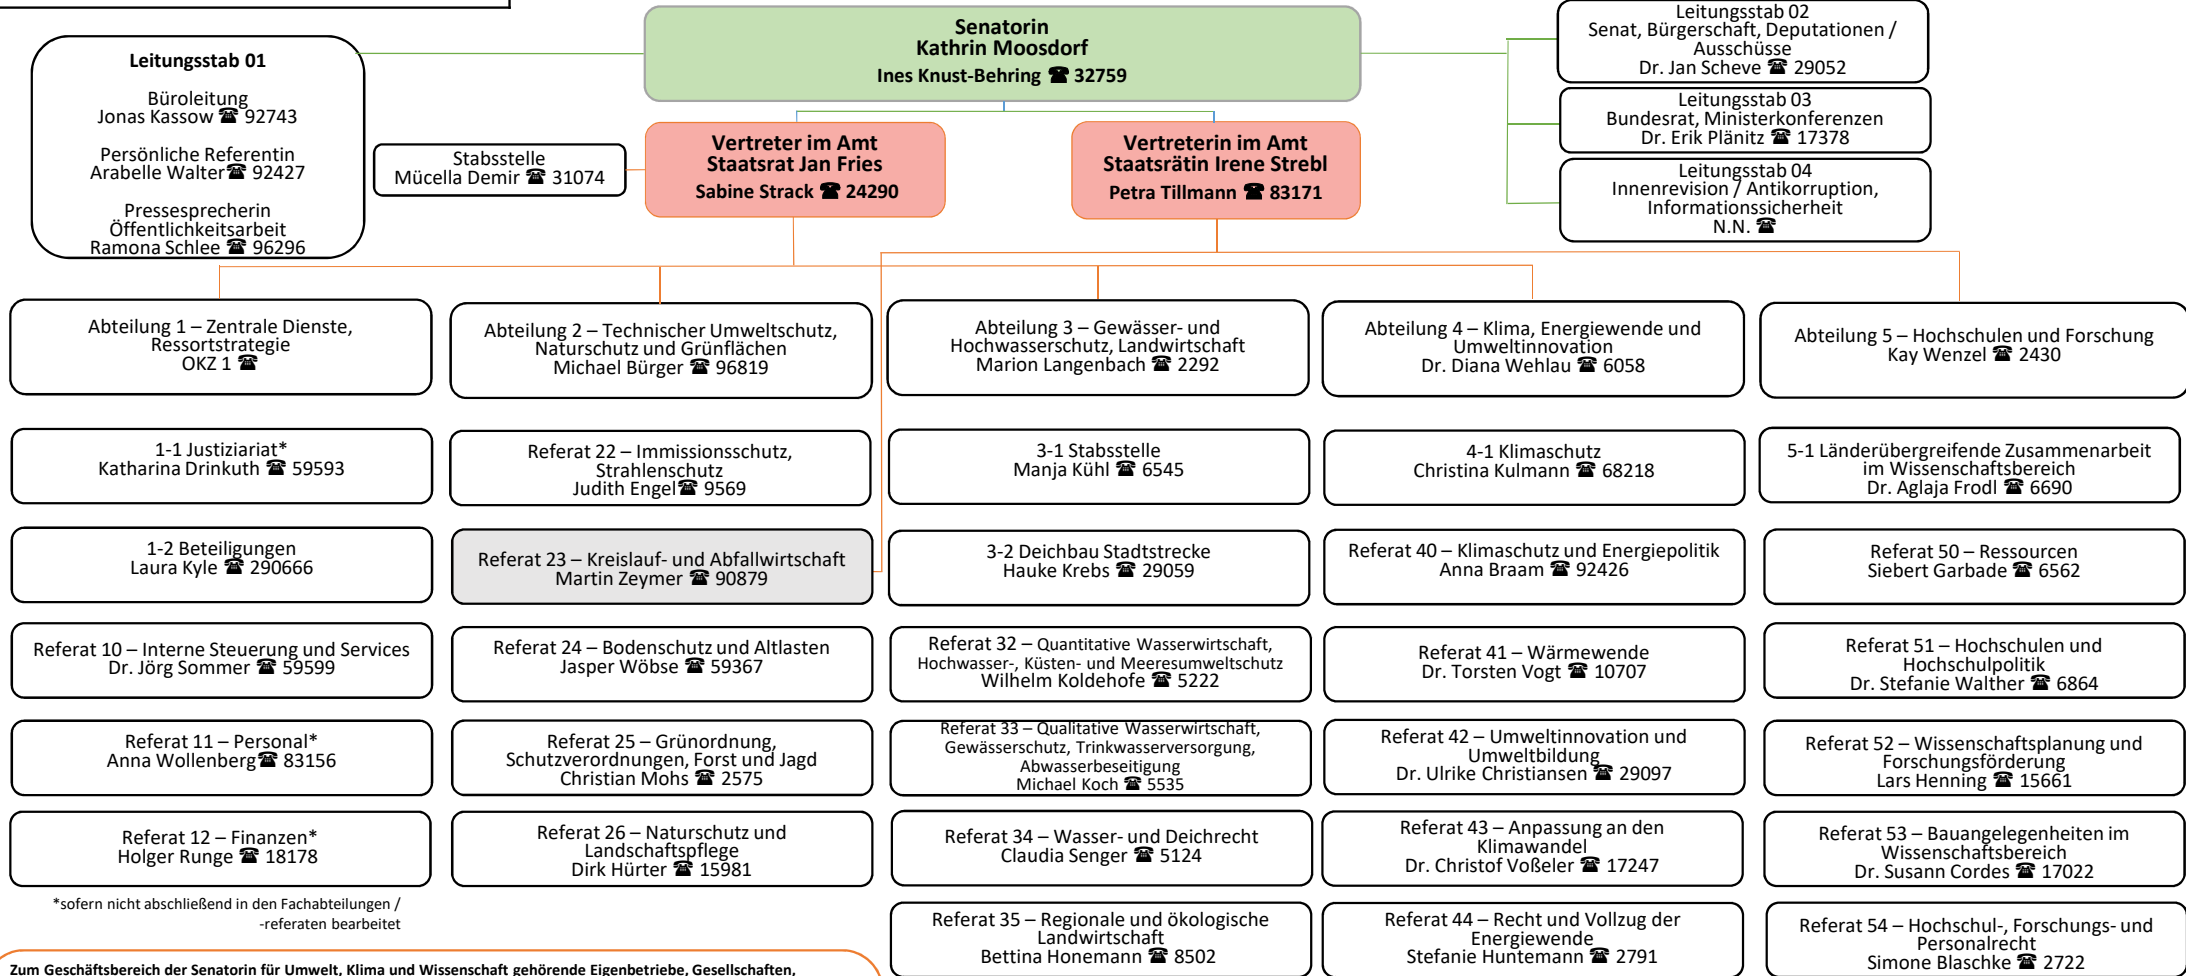 Senatorin
Kathrin Moosdorf
Ines Knust-Behring ☎ 32759
Leitungsstab 01
Büroleitung
Jonas Kassow ☎ 92743
Persönliche Referentin
Arabelle Walter☎ 92427
Pressesprecherin
Öffentlichkeitsarbeit
Ramona Schlee ☎ 96296
Leitungsstab 02
Senat, Bürgerschaft, Deputationen /
Ausschüsse
Dr. Jan Scheve ☎ 29052
Leitungsstab 03
Bundesrat, Ministerkonferenzen
Dr. Erik Plänitz ☎ 17378
Leitungsstab 04
Innenrevision / Antikorruption,
Informationssicherheit
N.N. ☎
Stabsstelle
Mücella Demir ☎ 31074
Vertreter im Amt
Staatsrat Jan Fries
Sabine Strack ☎ 24290
Vertreterin im Amt
Staatsrätin Irene Strebl
Petra Tillmann ☎ 83171
Abteilung 1 – Zentrale Dienste,
Ressortstrategie
OKZ 1 ☎
1-1 Justiziariat*
Katharina Drinkuth ☎ 59593
1-2 Beteiligungen
Laura Kyle ☎ 290666
Referat 10 – Interne Steuerung und Services
Dr. Jörg Sommer ☎ 59599
Referat 11 – Personal*
Anna Wollenberg☎ 83156
Referat 12 – Finanzen*
Holger Runge ☎ 18178
*sofern nicht abschließend in den Fachabteilungen /
-referaten bearbeitet
Abteilung 2 – Technischer Umweltschutz,
Naturschutz und Grünflächen
Michael Bürger ☎ 96819
Referat 22 – Immissionsschutz,
Strahlenschutz
Judith Engel☎ 9569
Referat 23 – Kreislauf- und Abfallwirtschaft
Martin Zeymer ☎ 90879
Referat 24 – Bodenschutz und Altlasten
Jasper Wöbse ☎ 59367
Referat 25 – Grünordnung,
Schutzverordnungen, Forst und Jagd
Christian Mohs ☎ 2575
Referat 26 – Naturschutz und
Landschaftspflege
Dirk Hürter ☎ 15981
Abteilung 3 – Gewässer- und
Hochwasserschutz, Landwirtschaft
Marion Langenbach ☎ 2292
3-1 Stabsstelle
Manja Kühl ☎ 6545
3-2 Deichbau Stadtstrecke
Hauke Krebs ☎ 29059
Referat 32 – Quantitative Wasserwirtschaft,
Hochwasser-, Küsten- und Meeresumweltschutz
Wilhelm Koldehofe ☎ 5222
Referat 33 – Qualitative Wasserwirtschaft,
Gewässerschutz, Trinkwasserversorgung,
Abwasserbeseitigung
Michael Koch ☎ 5535
Referat 34 – Wasser- und Deichrecht
Claudia Senger ☎ 5124
Referat 35 – Regionale und ökologische
Landwirtschaft
Bettina Honemann ☎ 8502
Abteilung 4 – Klima, Energiewende und
Umweltinnovation
Dr. Diana Wehlau ☎ 6058
4-1 Klimaschutz
Christina Kulmann ☎ 68218
Referat 40 – Klimaschutz und Energiepolitik
Anna Braam ☎ 92426
Referat 41 – Wärmewende
Dr. Torsten Vogt ☎ 10707
Referat 42 – Umweltinnovation und
Umweltbildung
Dr. Ulrike Christiansen ☎ 29097
Referat 43 – Anpassung an den
Klimawandel
Dr. Christof Voßeler ☎ 17247
Referat 44 – Recht und Vollzug der
Energiewende
Stefanie Huntemann ☎ 2791
Abteilung 5 – Hochschulen und Forschung
Kay Wenzel ☎ 2430
5-1 Länderübergreifende Zusammenarbeit
im Wissenschaftsbereich
Dr. Aglaja Frodl ☎ 6690
Referat 50 – Ressourcen
Siebert Garbade ☎ 6562
Referat 51 – Hochschulen und
Hochschulpolitik
Dr. Stefanie Walther ☎ 6864
Referat 52 – Wissenschaftsplanung und
Forschungsförderung
Lars Henning ☎ 15661
Referat 53 – Bauangelegenheiten im
Wissenschaftsbereich
Dr. Susann Cordes ☎ 17022
Referat 54 – Hochschul-, Forschungs- und
Personalrecht
Simone Blaschke ☎ 2722
Zum Geschäftsbereich der Senatorin für Umwelt, Klima und Wissenschaft gehörende Eigenbetriebe, Gesellschaften,